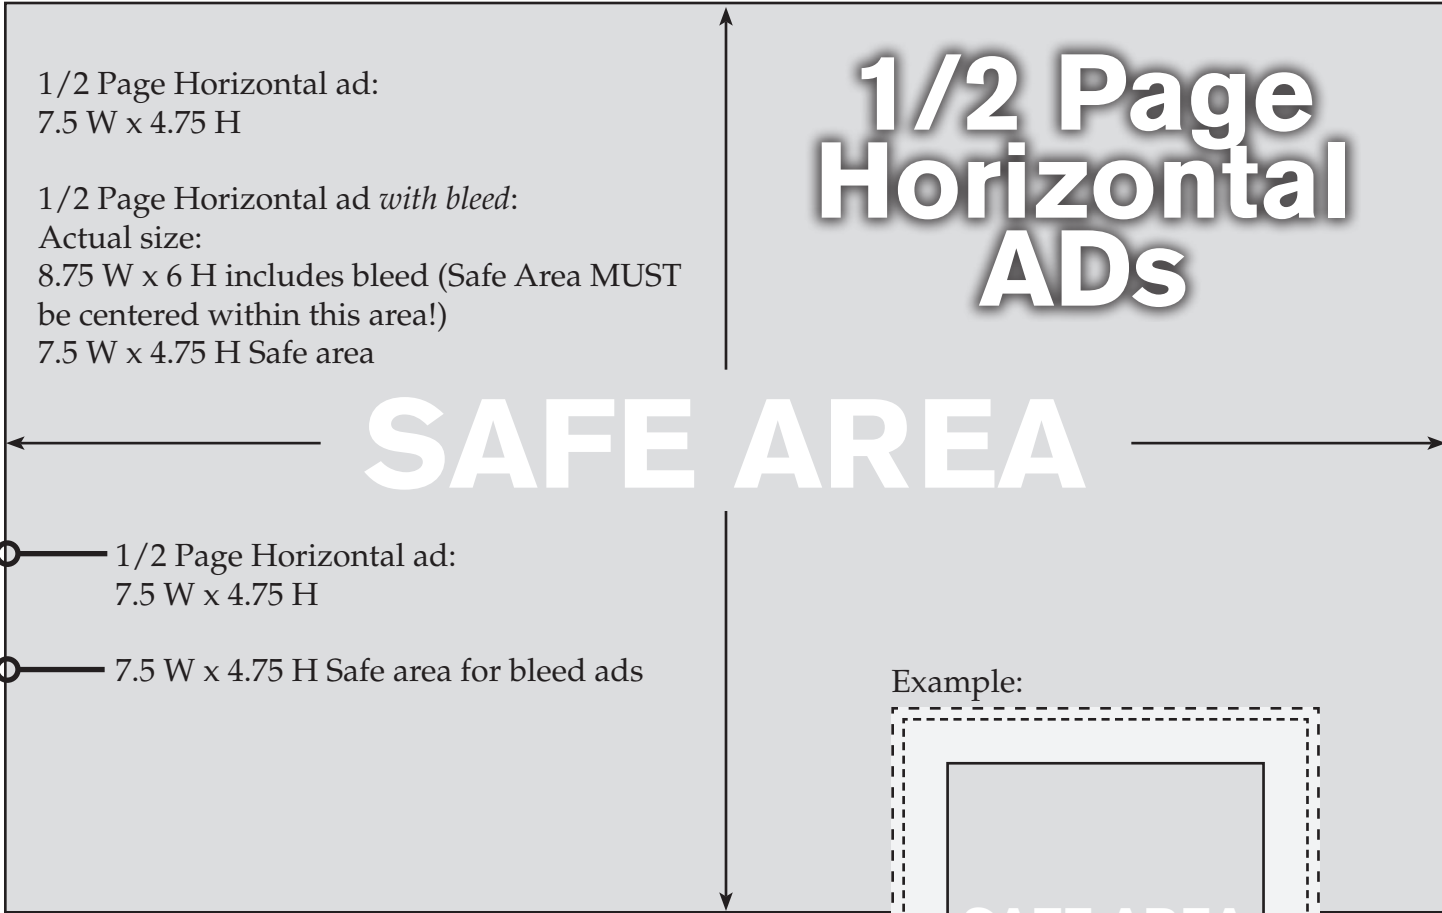 1/2 Page Horizontal ad:
7.5 W x 4.75 H
1/2 Page Horizontal ad with bleed:
Actual size:
8.75 W x 6 H includes bleed (Safe Area MUST
be centered within this area!)
7.5 W x 4.75 H Safe area
1/2 Page
Horizontal
ADs
SAFE AREA
1/2 Page Horizontal ad:
7.5 W x 4.75 H
7.5 W x 4.75 H Safe area for bleed ads
Example:
SAFE AREA